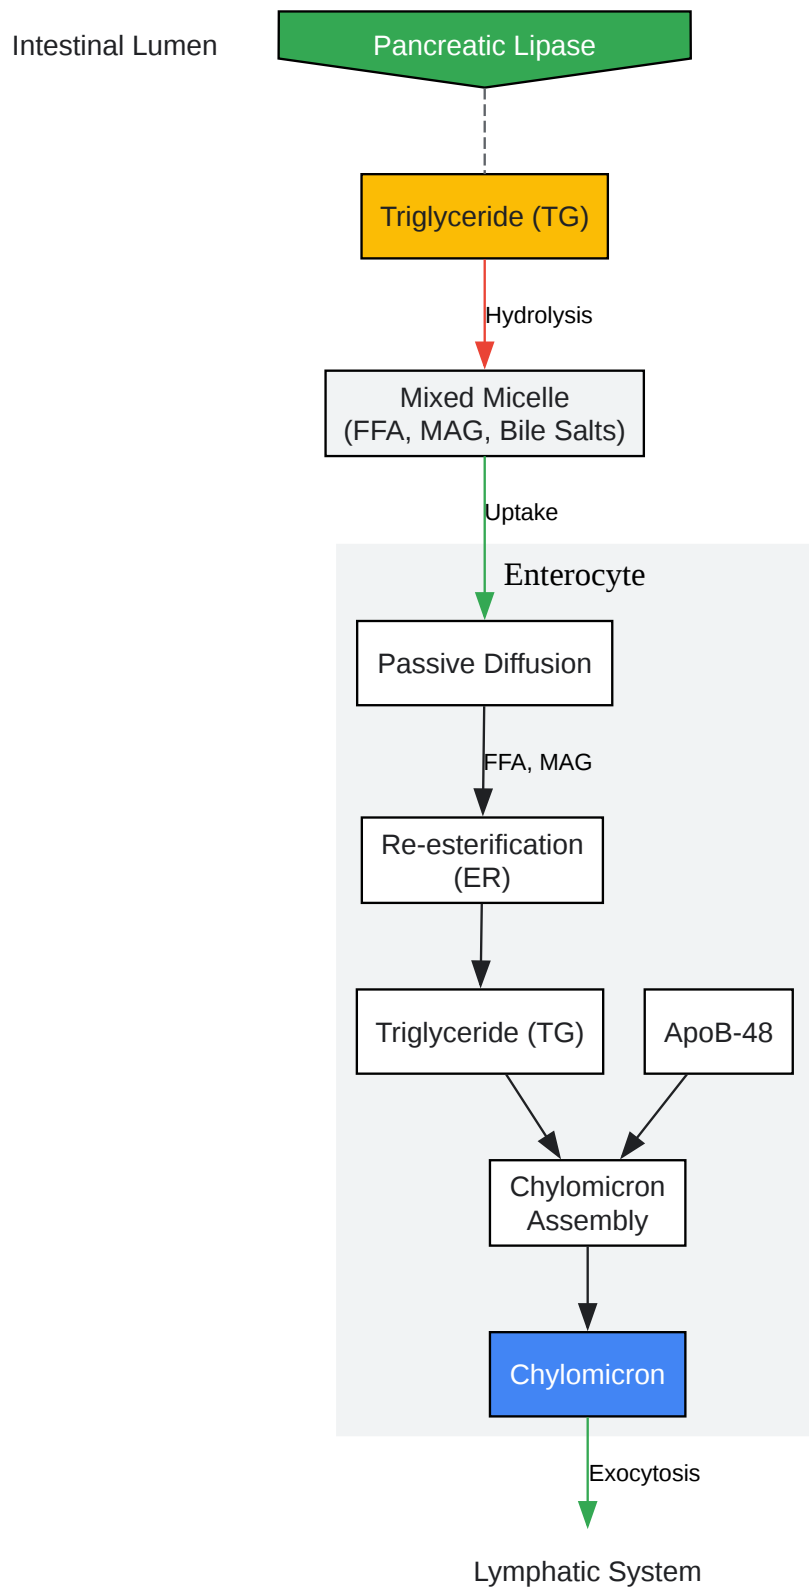 Intestinal Lumen
Pancreatic Lipase
Triglyceride (TG)
Hydrolysis
Mixed Micelle
(FFA, MAG, Bile Salts)
Uptake
Enterocyte
Passive Diffusion
FFA, MAG
Re-esterification
(ER)
Triglyceride (TG)
ApoB-48
Chylomicron
Assembly
Chylomicron
Exocytosis
Lymphatic System